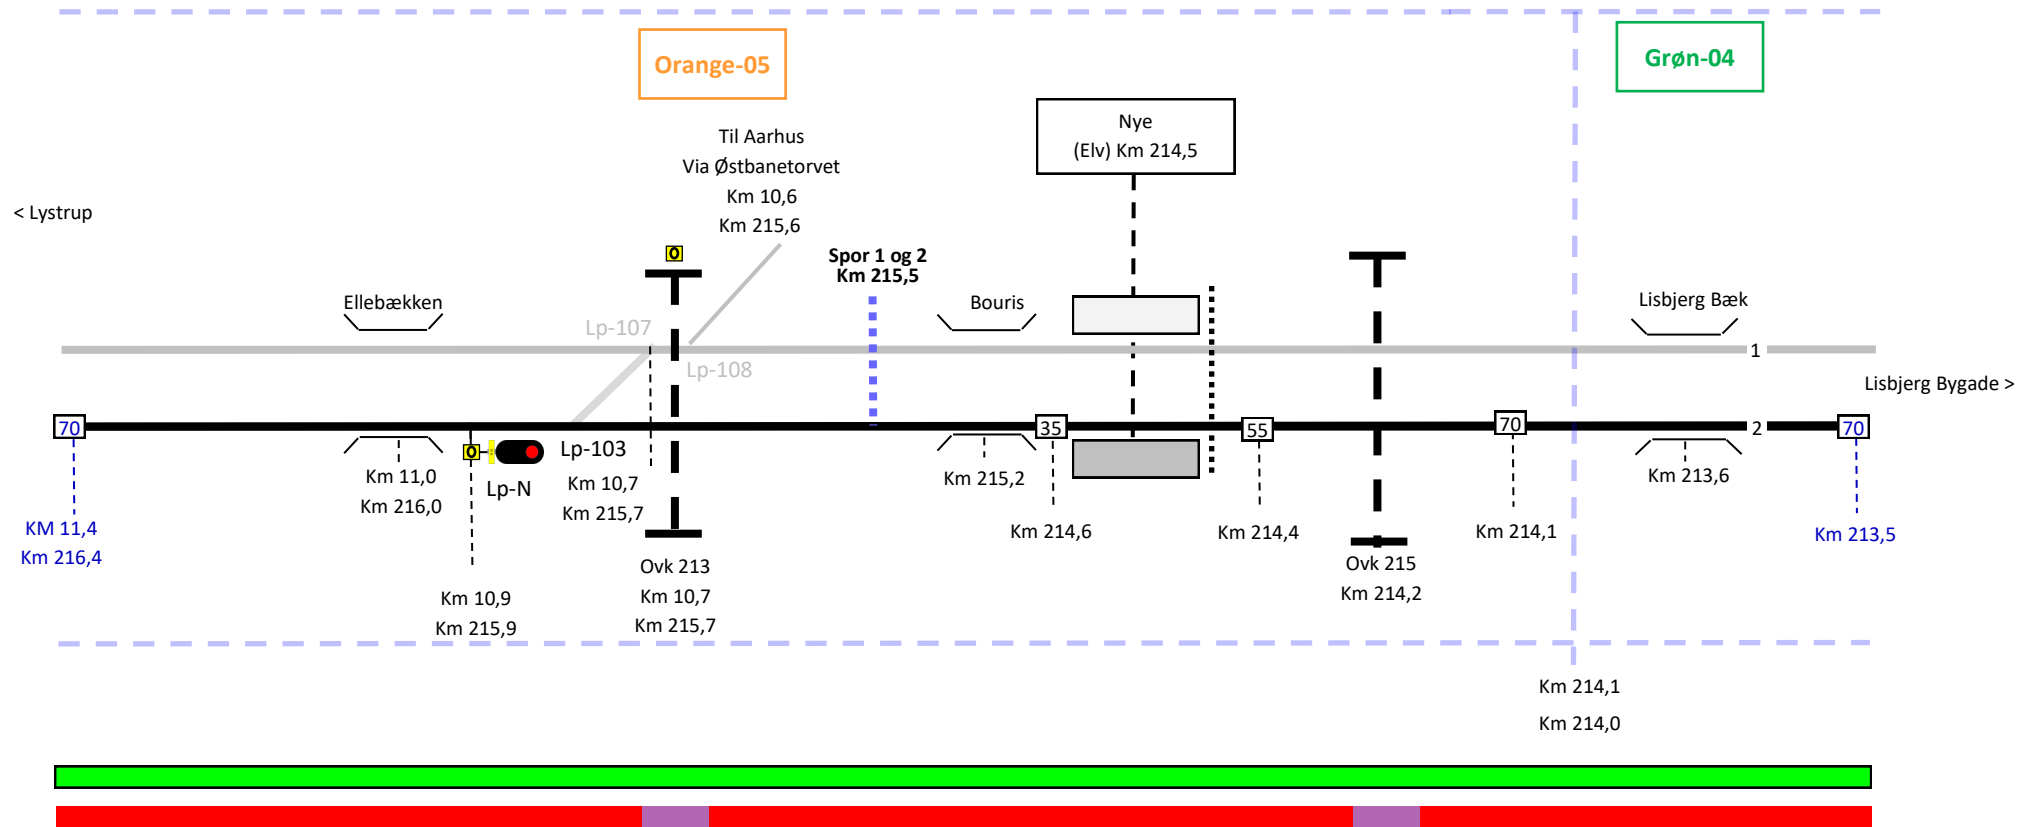 Orange-05
Grøn-04
Nye
(Elv) Km 214,5
Til Aarhus
Via Østbanetorvet
Km 10,6
Km 215,6
< Lystrup
O
Spor 1 og 2
Km 215,5
Ellebækken
Bouris
Lisbjerg Bæk
Lp-107
Lp-108
1
Lisbjerg Bygade >
70
35
55
70
2
70
O
Lp-103
Lp-N
Km 11,0
Km 216,0
Km 10,7
Km 215,7
Km 215,2
Km 213,6
KM 11,4
Km 216,4
Km 214,6
Km 214,4
Km 214,1
Km 213,5
Ovk 213
Km 10,7
Km 215,7
Ovk 215
Km 214,2
Km 10,9
Km 215,9
Km 214,1
Km 214,0